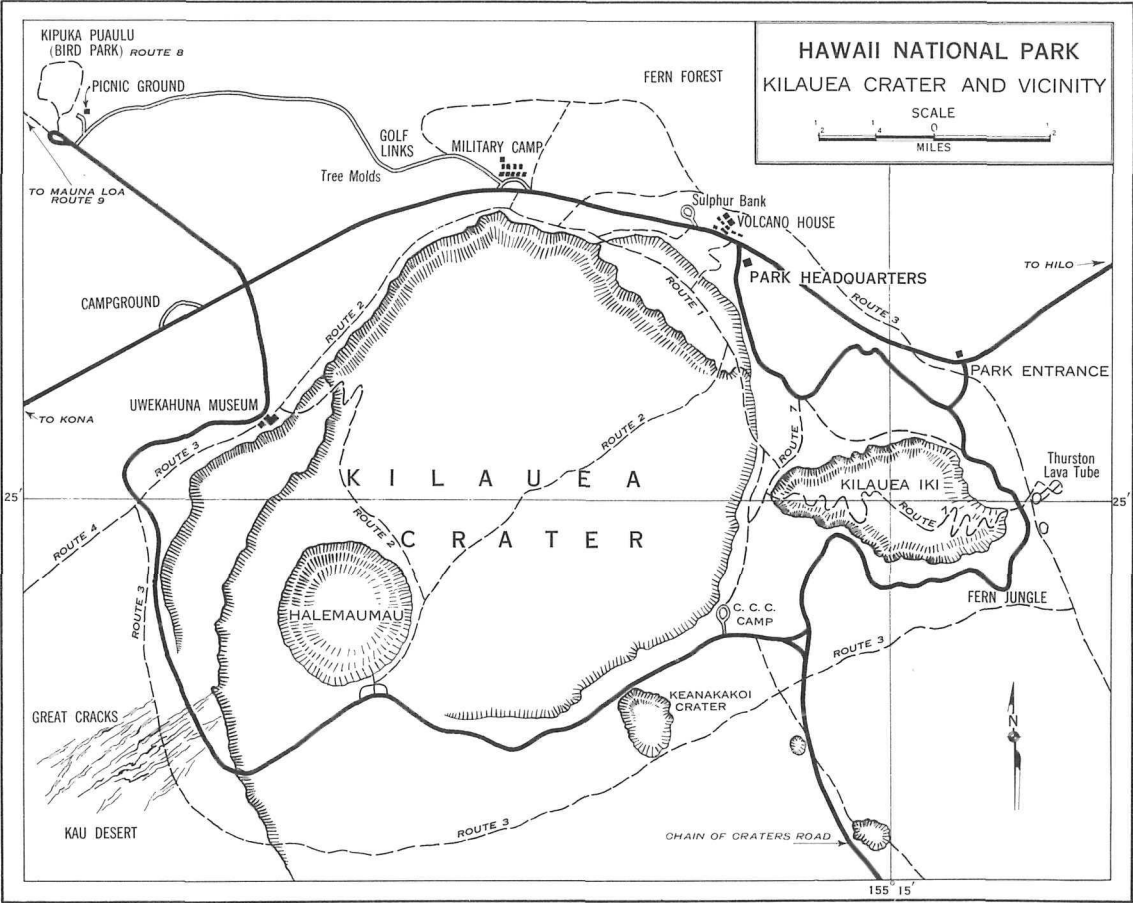 KIPUKA PUAULU
(BIRD PARK) ROUTE 8
PICNIC GROUND
TO MAUNA LOA
ROUTE 9
GOLF
LINKS
Tree Molds
MILITARY CAMP
FERN FOREST
HAWAII NATIONAL PARK
KILAUEA CRATER AND VICINITY
SCALE
1/2 1/4 0 1/2
MILES
Sulphur Bank
VOLCANO HOUSE
PARK HEADQUARTERS
TO HILO
CAMPGROUND
ROUTE 2
ROUTE 1
ROUTE 3
PARK ENTRANCE
TO KONA
UWEKAHUNA MUSEUM
ROUTE 3
ROUTE 2
ROUTE 7
Thurston
Lava Tube
25'
KILAUEA
KILAUEA IKI
ROUTE 7
25'
ROUTE 4
ROUTE 2
CRATER
HALEMAUMAU
ROUTE 3
C.C.C.
CAMP
FERN JUNGLE
ROUTE 3
KEANAKAKOI
CRATER
GREAT CRACKS
N
KAU DESERT
ROUTE 3
CHAIN OF CRATERS ROAD
155° 15'